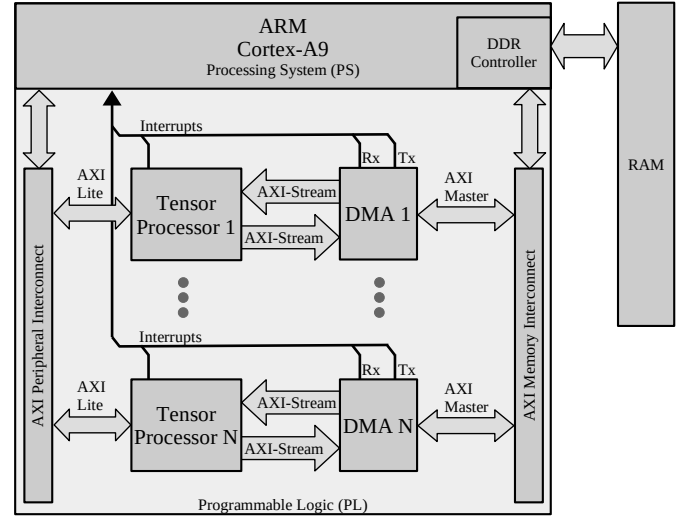 ARM
Cortex-A9
Processing System (PS)
DDR
Controller
RAM
Interrupts
Rx Tx
AXI
Lite
Tensor
Processor 1
AXI-Stream
AXI-Stream
DMA 1
AXI
Master
AXI Peripheral Interconnect
AXI Memory Interconnect
Interrupts
Rx Tx
AXI
Lite
Tensor
Processor N
AXI-Stream
AXI-Stream
DMA N
AXI
Master
Programmable Logic (PL)